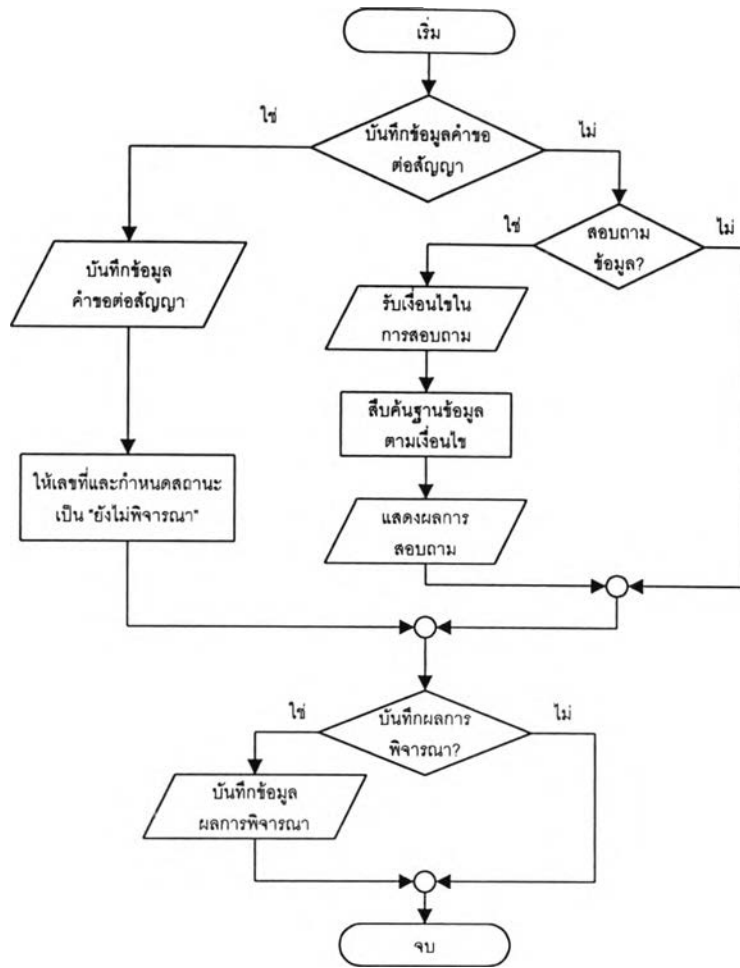 เริ่ม
ใช่
บันทึกข้อมูลคำขอ
ต่อสัญญา
ไม่
ใช่
สอบถาม
ข้อมูล?
ไม่
บันทึกข้อมูล
คำขอต่อสัญญา
รับเงื่อนไขใน
การสอบถาม
สืบค้นฐานข้อมูล
ตามเงื่อนไข
ให้เลขที่และกำหนดสถานะ
เป็น "ยังไม่พิจารณา"
แสดงผลการ
สอบถาม
ใช่
บันทึกผลการ
พิจารณา?
ไม่
บันทึกข้อมูล
ผลการพิจารณา
จบ